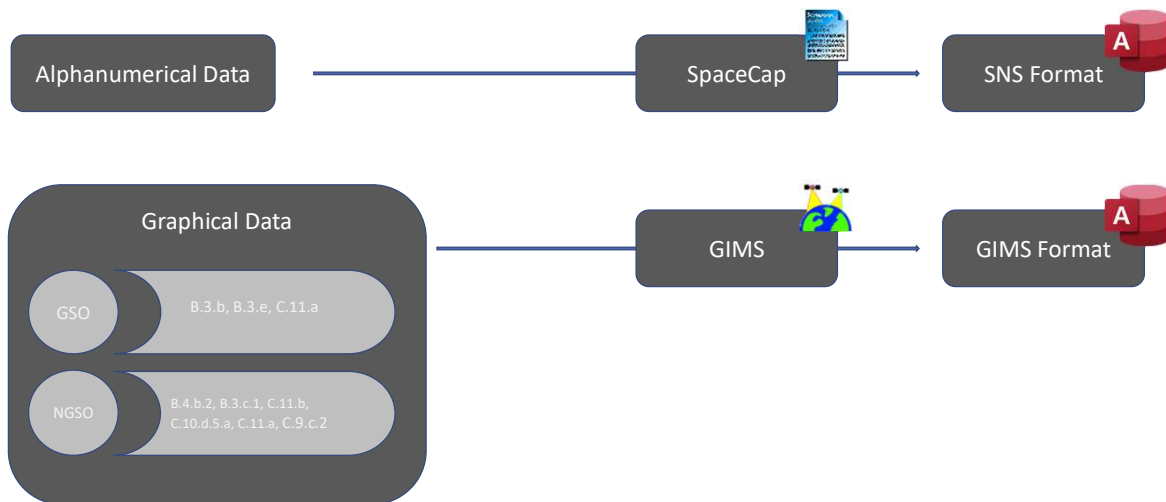 Alphanumerical Data
SpaceCap
SNS Format
A
Graphical Data
GSO
B.3.b, B.3.e, C.11.a
NGSO
B.4.b.2, B.3.c.1, C.11.b,
C.10.d.5.a, C.11.a, C.9.c.2
GIMS
GIMS Format
A